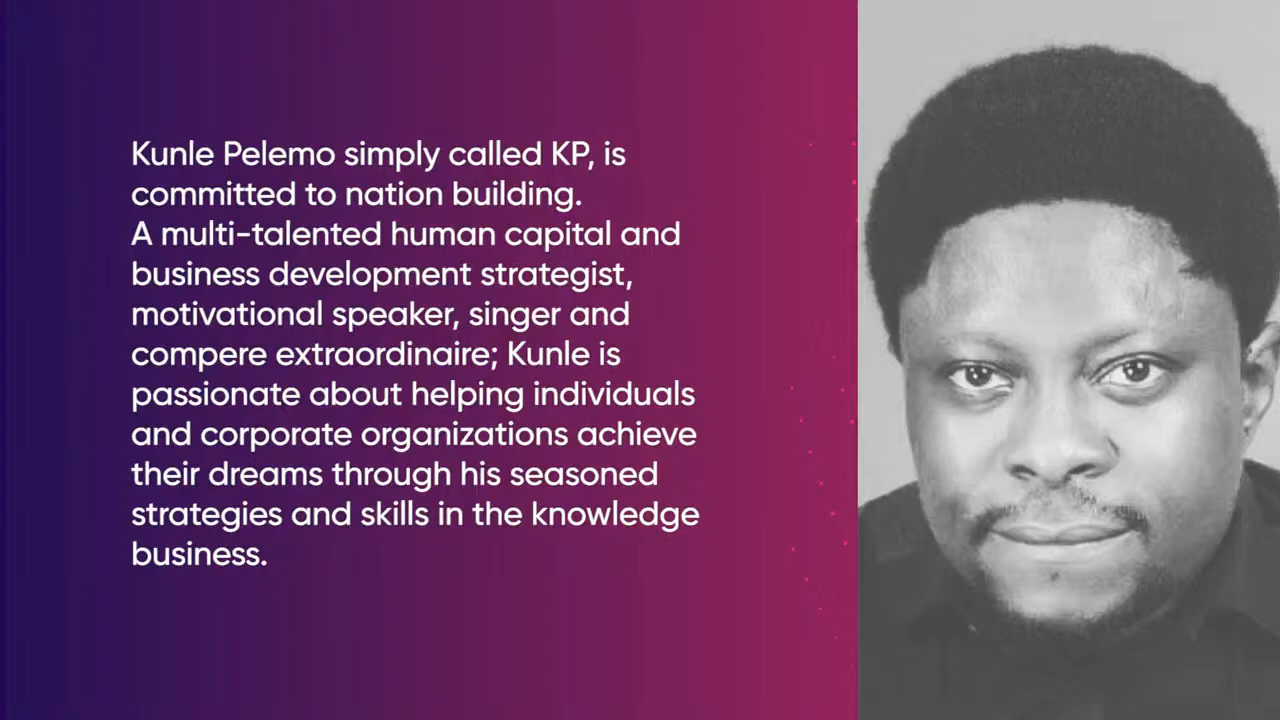 Kunle Pelemo simply called KP, is
committed to nation building.
A multi-talented human capital and
business development strategist,
motivational speaker, singer and
compere extraordinaire; Kunle is
passionate about helping individuals
and corporate organizations achieve
their dreams through his seasoned
strategies and skills in the knowledge
business.